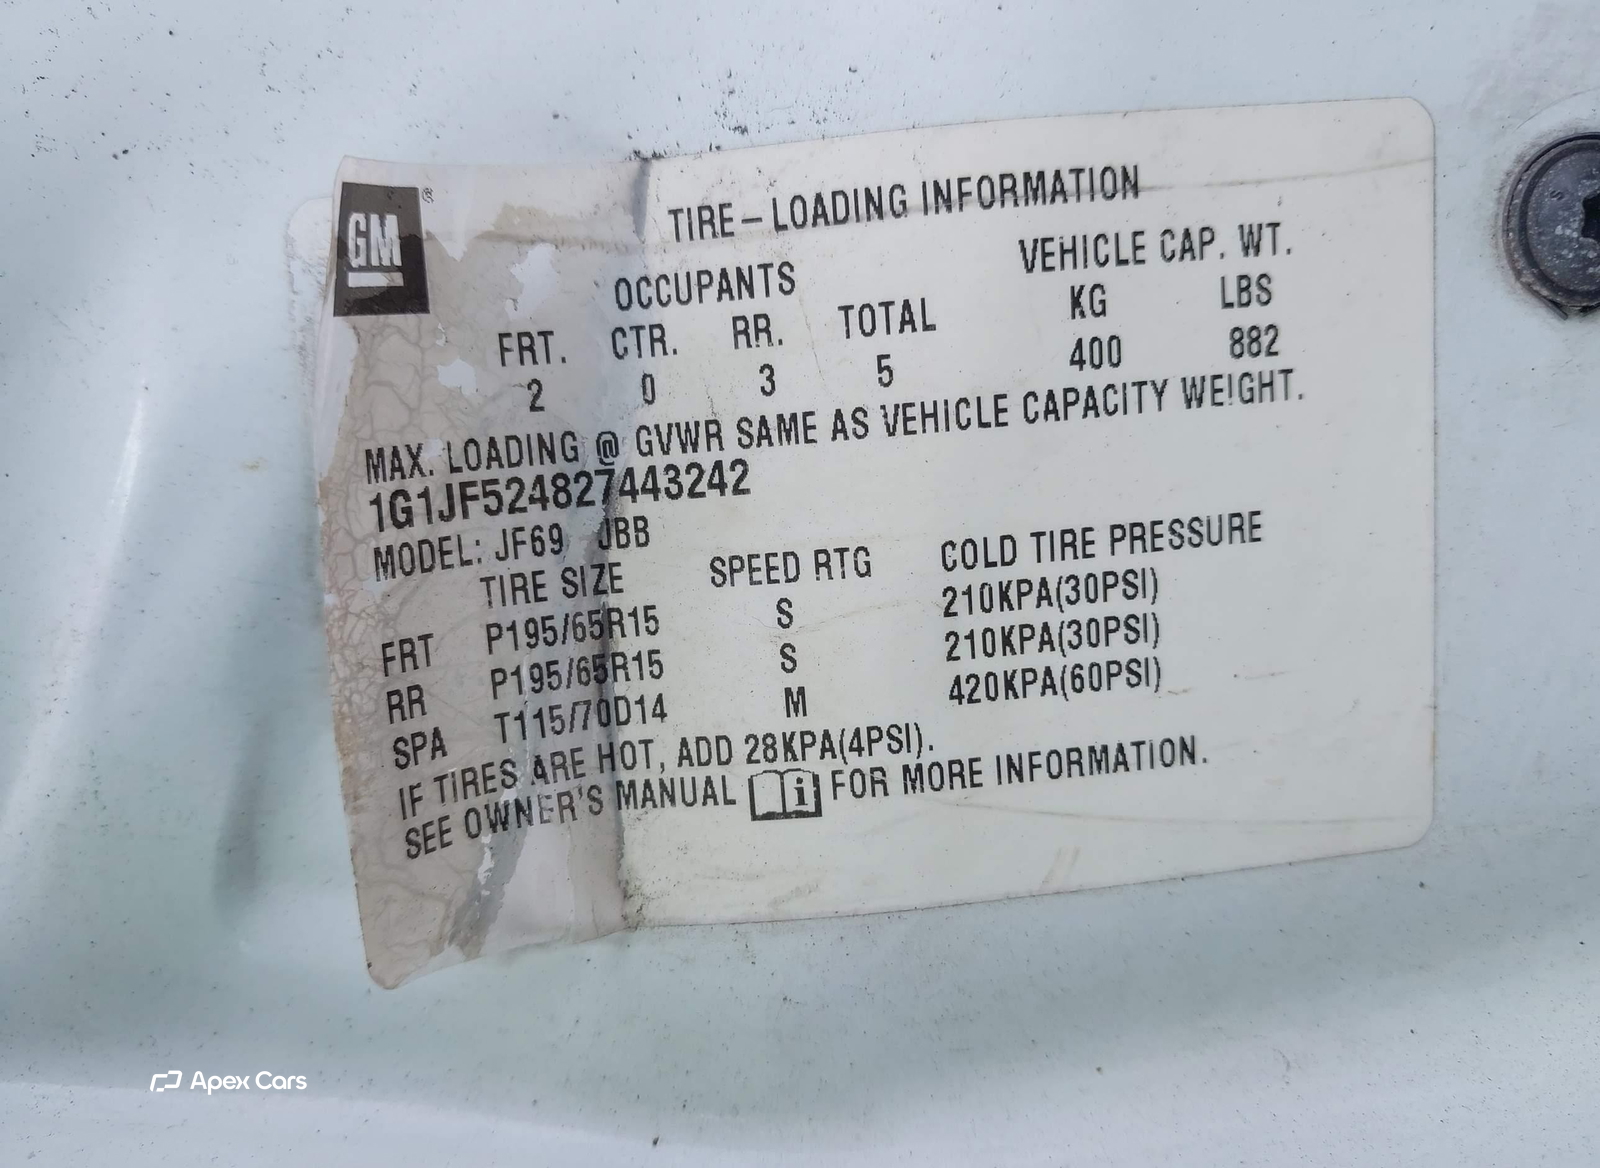 GM ®
TIRE-LOADING INFORMATION
OCCUPANTS VEHICLE CAP. WT.
FRT. CTR. RR. TOTAL KG LBS
2 0 3 5 400 882
MAX. LOADING @ GVWR SAME AS VEHICLE CAPACITY WEIGHT.
1G1JF524827443242
MODEL: JF69 JBB
TIRE SIZE SPEED RTG COLD TIRE PRESSURE
FRT P195/65R15 S 210KPA(30PSI)
RR P195/65R15 S 210KPA(30PSI)
SPA T115/70D14 M 420KPA(60PSI)
IF TIRES ARE HOT, ADD 28KPA(4PSI).
SEE OWNER'S MANUAL i FOR MORE INFORMATION.
Apex Cars